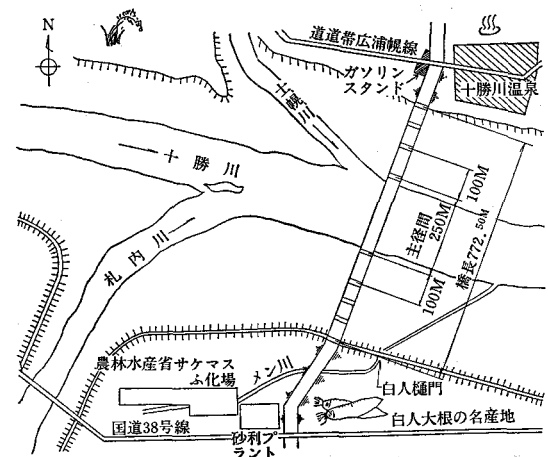 N
道道帯広浦幌線
ガソリン
スタンド
十勝川温泉
士幌川
十勝川
札内川
100M
主径間
250M
100M
橋長772.50M
農林水産省サケマス
ふ化場
メン川
白人樋門
白人大根の名産地
国道38号線
砂利プ
ラント